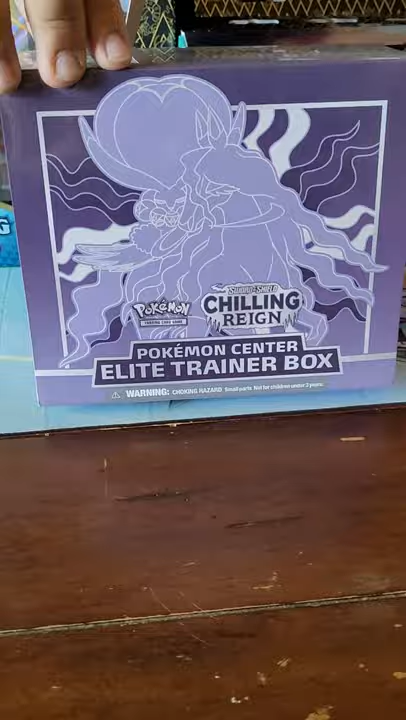 POKÉMON
TRADING CARD GAME
SWORD & SHIELD
CHILLING
REIGN
POKÉMON CENTER
ELITE TRAINER BOX
⚠ WARNING: CHOKING HAZARD Small parts Not for children under 3 years.
G